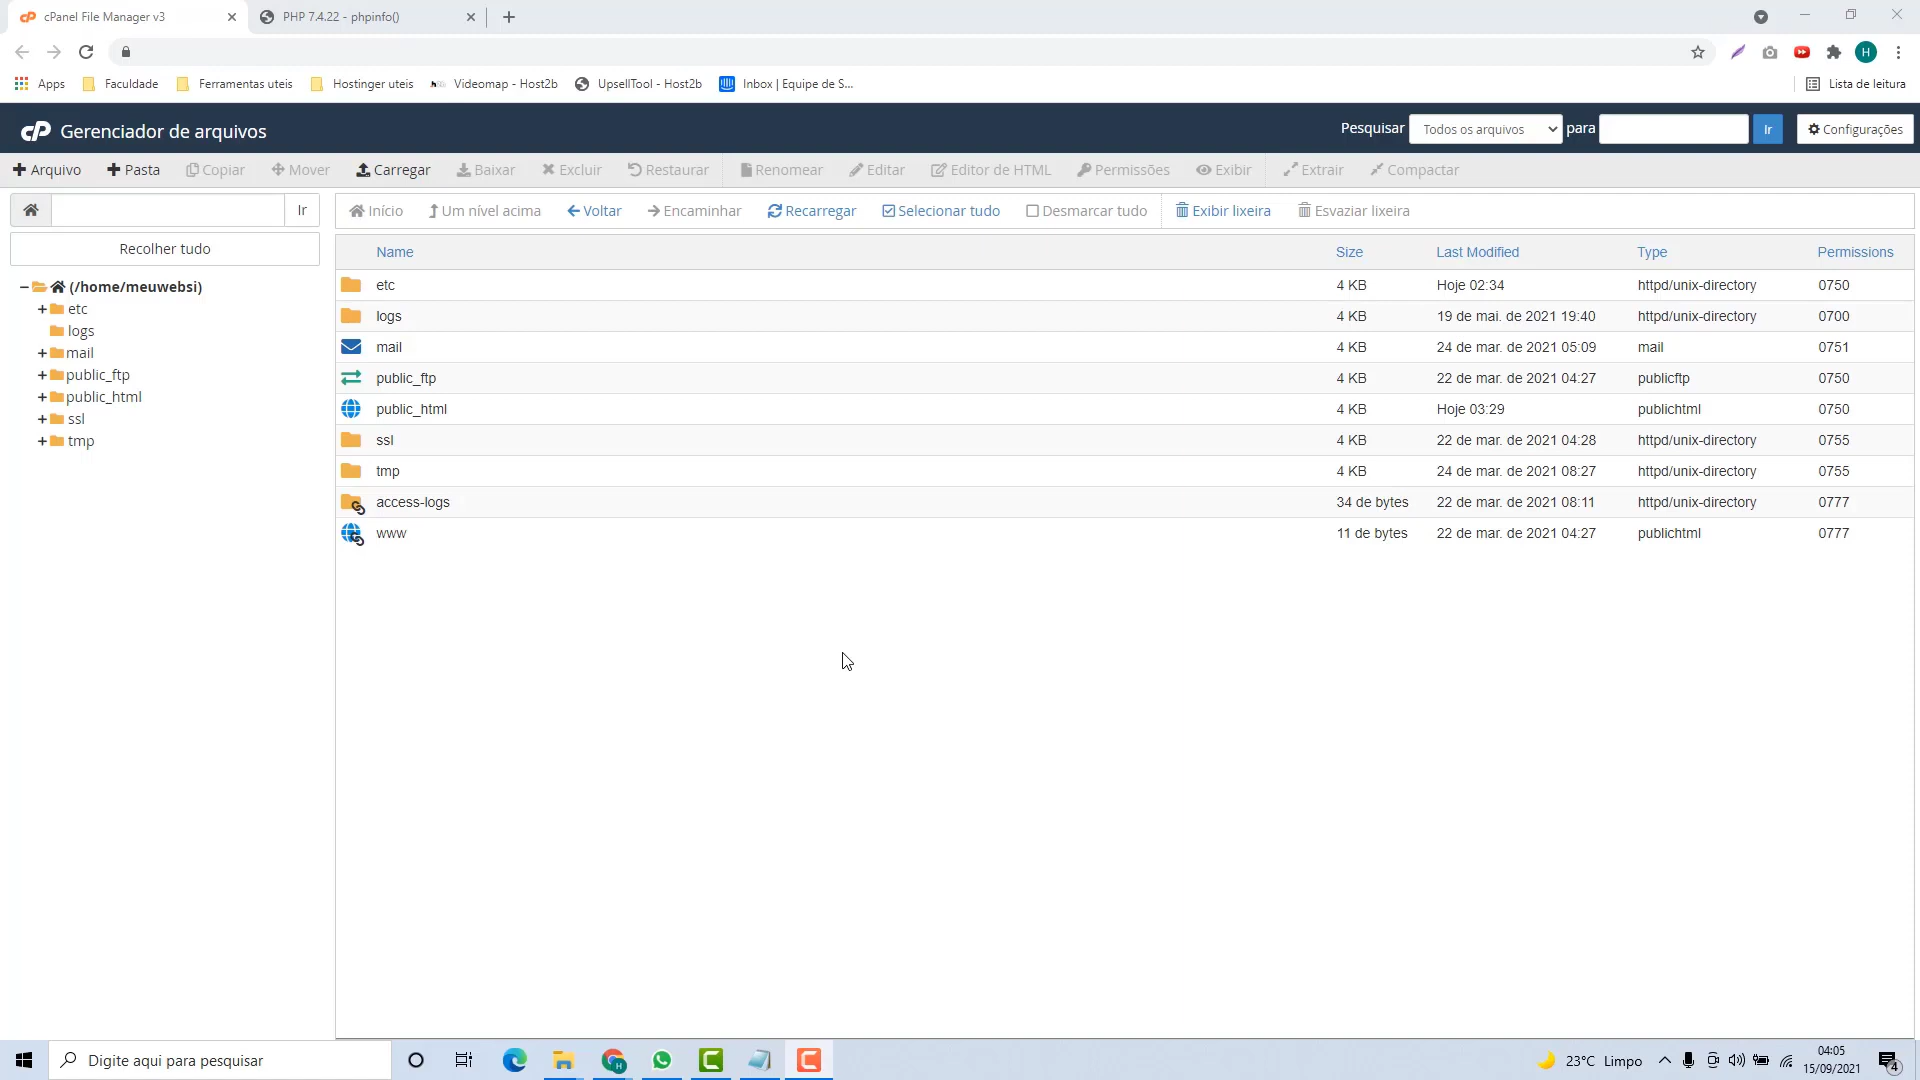 cPanel File Manager v3
PHP 7.4.22 - phpinfo()
H
Apps Faculdade Ferramentas uteis Hostinger uteis Videomap - Host2b UpsellTool - Host2b Inbox | Equipe de S... Lista de leitura
cP Gerenciador de arquivos Pesquisar Todos os arquivos para Ir Configurações
Arquivo Pasta Copiar Mover Carregar Baixar Excluir Restaurar Renomear Editar Editor de HTML Permissões Exibir Extrair Compactar
Ir Início Um nível acima Voltar Encaminhar Recarregar Selecionar tudo Desmarcar tudo Exibir lixeira Esvaziar lixeira
Recolher tudo
(/home/meuwebsi)
etc
logs
mail
public_ftp
public_html
ssl
tmp
Name Size Last Modified Type Permissions
etc 4 KB Hoje 02:34 httpd/unix-directory 0750
logs 4 KB 19 de mai. de 2021 19:40 httpd/unix-directory 0700
mail 4 KB 24 de mar. de 2021 05:09 mail 0751
public_ftp 4 KB 22 de mar. de 2021 04:27 publicftp 0750
public_html 4 KB Hoje 03:29 publichtml 0750
ssl 4 KB 22 de mar. de 2021 04:28 httpd/unix-directory 0755
tmp 4 KB 24 de mar. de 2021 08:27 httpd/unix-directory 0755
access-logs 34 de bytes 22 de mar. de 2021 08:11 httpd/unix-directory 0777
www 11 de bytes 22 de mar. de 2021 04:27 publichtml 0777
Digite aqui para pesquisar
23°C Limpo
04:05
15/09/2021
4